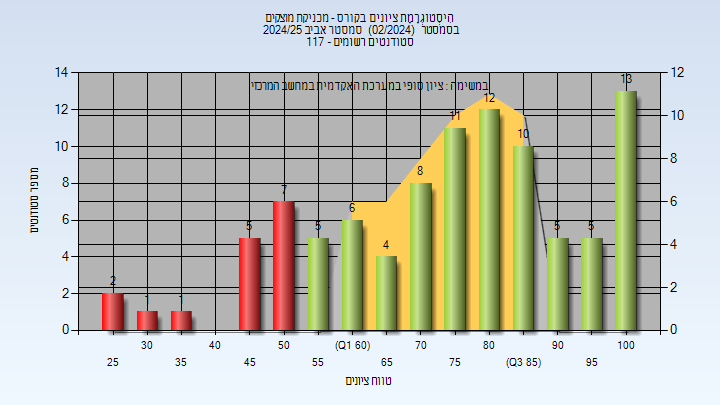 היסטוגרמת ציונים בקורס - מכניקת מוצקים
בסמסטר (02/2024) סמסטר אביב 2024/25
סטודנטים רשומים - 117
במשימה : ציון סופי במערכת האקדמית במחשב המרכזי
מספר סטודנטים
14 12 10 8 6 4 2 0
12 10 8 6 4 2 0
2 1 1 5 7 5 6 4 8 11 12 10 5 5 13
30 40 50 (Q1 60) 70 80 90 100
25 35 45 55 65 75 (Q3 85) 95
טווח ציונים